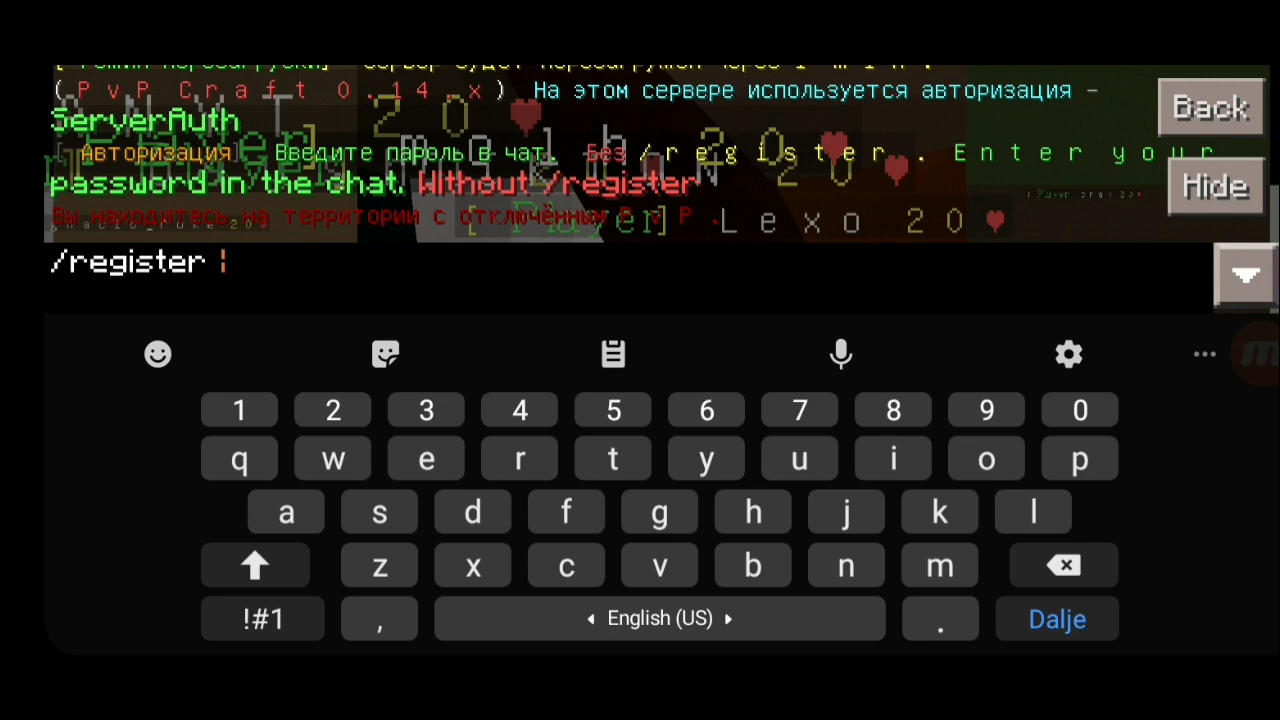 (PvP Craft 0.14.x) На этом сервере используется авторизация -
ServerAuth
[Авторизация] Введите пароль в чат. Без /register. Enter your
password in the chat. Without /register
Вы находитесь на территории с отключённым PvP.
[Player] Lexo 20
Back
Hide
/register
1 2 3 4 5 6 7 8 9 0
q w e r t y u i o p
a s d f g h j k l
z x c v b n m
!#1 , English (US) . Dalje